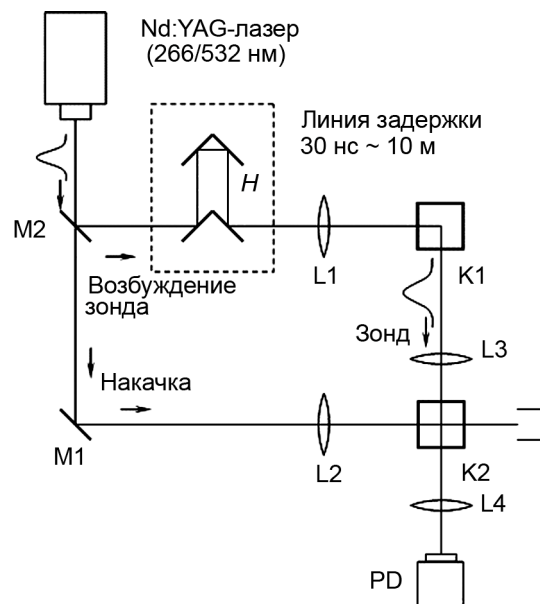 Nd:YAG-лазер
(266/532 нм)
Линия задержки
30 нс ~ 10 м
H
M2
Возбуждение
зонда
L1
K1
Зонд
L3
Накачка
M1
L2
K2
L4
PD